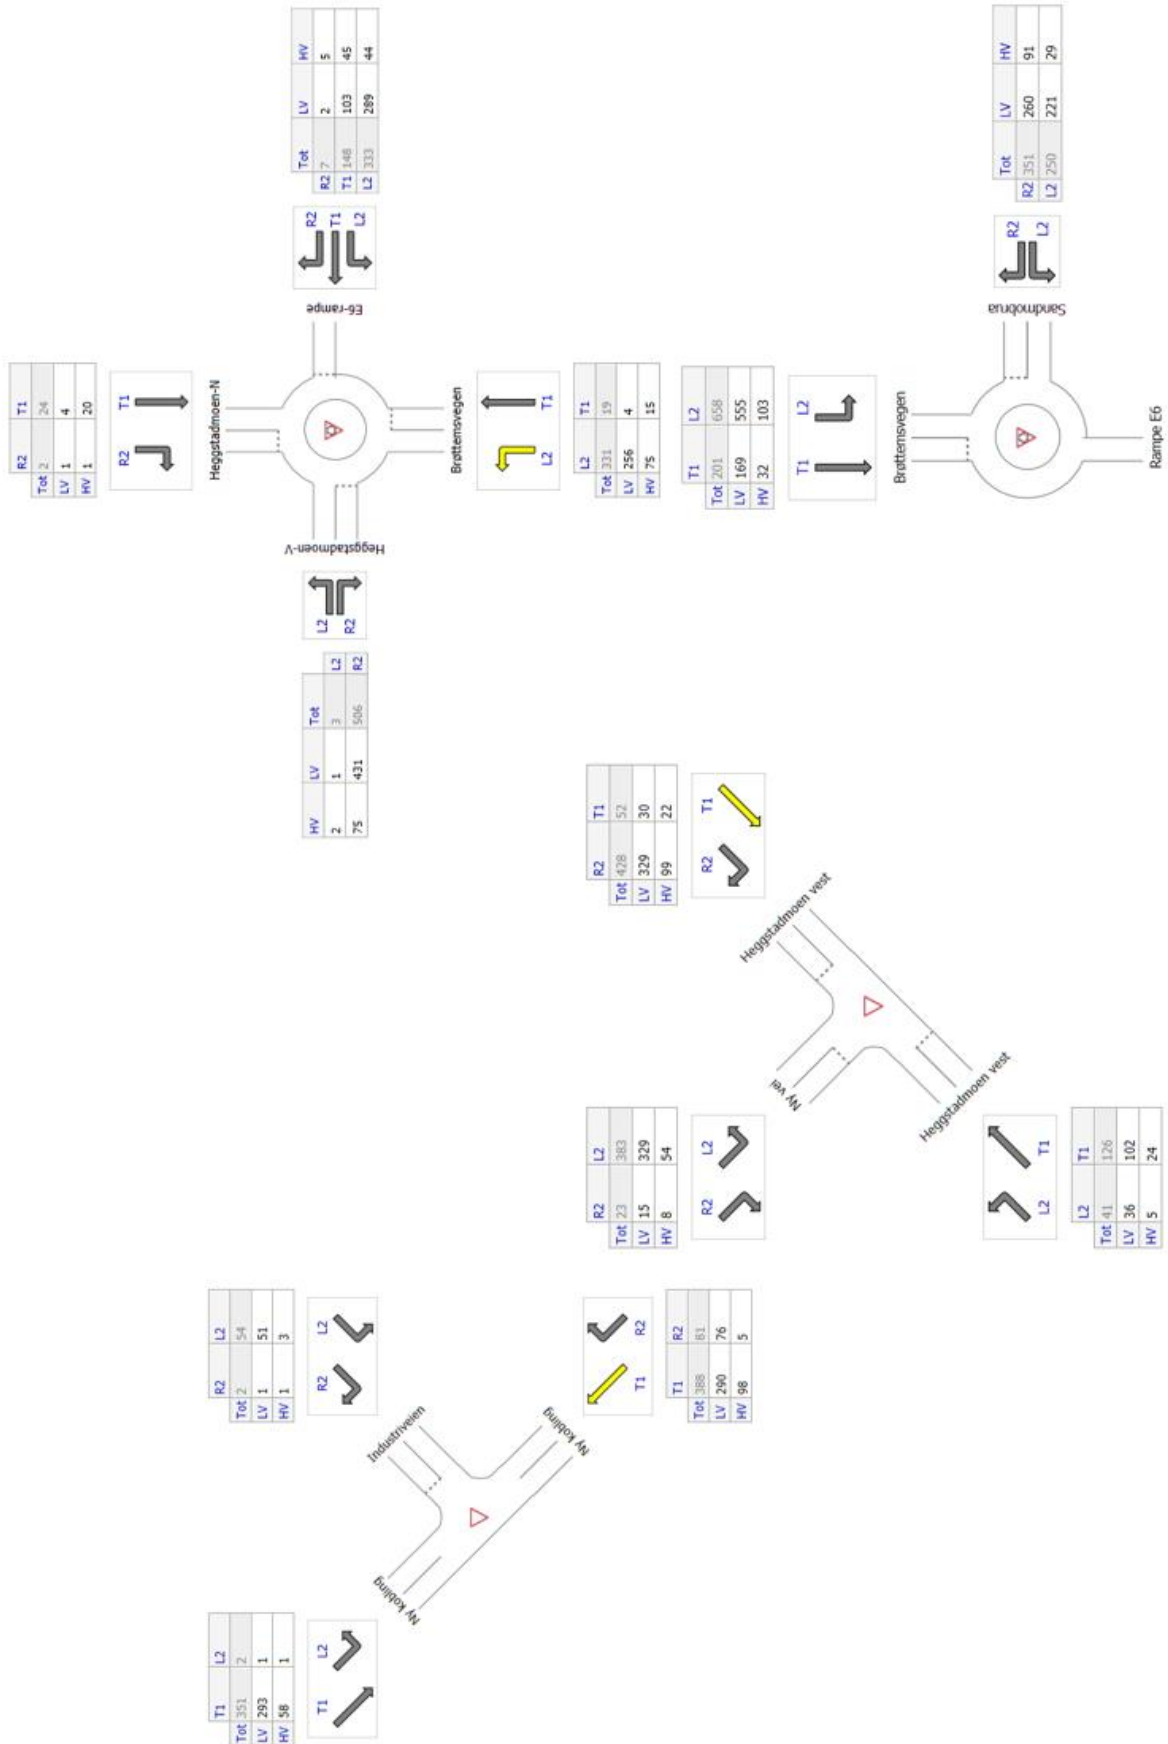 R2 T1
Tot 2 24
LV 1 4
HV 1 20
R2 T1
Heggstadmoen-N
Tot LV HV
R2 7 2 5
T1 148 103 45
L2 333 289 44
R2
T1
L2
E6-rampe
Heggstadmoen-V
L2
R2
HV LV Tot
2 1 3 L2
75 431 506 R2
Brøttemsvegen
L2 T1
L2 T1
Tot 331 19
LV 256 4
HV 75 15
T1 L2
Tot 201 658
LV 169 555
HV 32 103
T1 L2
Brøttemsvegen
Tot LV HV
R2 351 260 91
L2 250 221 29
R2
L2
Sandmobrua
Rampe E6
R2 T1
Tot 428 52
LV 329 30
HV 99 22
R2 T1
Heggstadmoen vest
Ny vei
Heggstadmoen vest
R2 L2
Tot 23 383
LV 15 329
HV 8 54
R2 L2
L2 T1
L2 T1
Tot 41 126
LV 36 102
HV 5 24
R2 L2
Tot 2 54
LV 1 51
HV 1 3
R2 L2
Industriveien
Ny kobling
Ny kobling
T1 R2
T1 R2
Tot 388 81
LV 290 76
HV 98 5
T1 L2
Tot 351 2
LV 293 1
HV 58 1
T1 L2